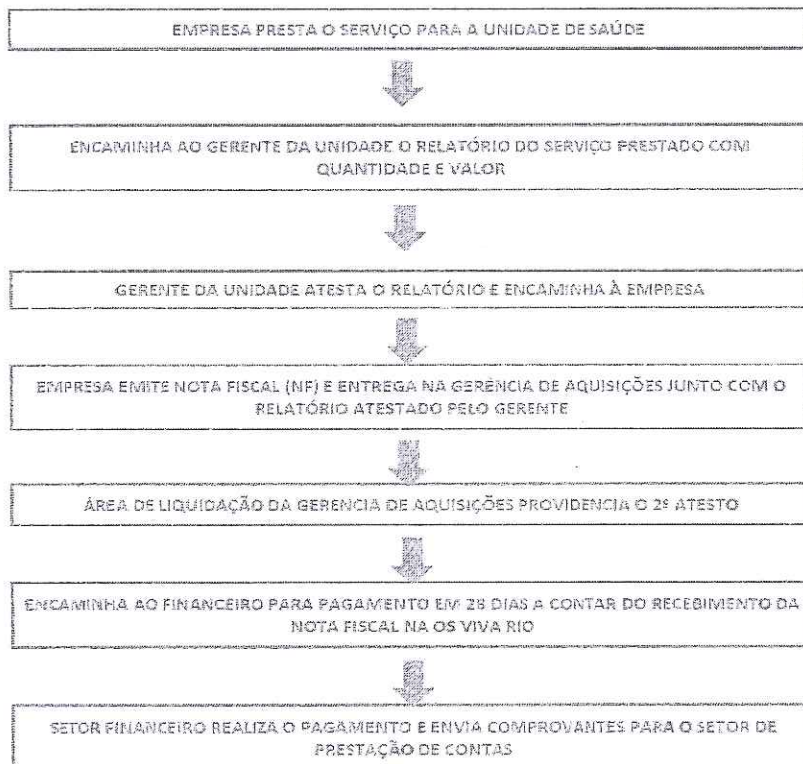 EMPRESA PRESTA O SERVIÇO PARA A UNIDADE DE SAÚDE
ENCAMINHA AO GERENTE DA UNIDADE O RELATÓRIO DO SERVIÇO PRESTADO COM
QUANTIDADE E VALOR
GERENTE DA UNIDADE ATESTA O RELATÓRIO E ENCAMINHA À EMPRESA
EMPRESA EMITE NOTA FISCAL (NF) E ENTREGA NA GERÊNCIA DE AQUISIÇÕES JUNTO COM O
RELATÓRIO ATESTADO PELO GERENTE
ÁREA DE LIQUIDAÇÃO DA GERENCIA DE AQUISIÇÕES PROVIDENCIA O 2º ATESTO
ENCAMINHA AO FINANCEIRO PARA PAGAMENTO EM 28 DIAS A CONTAR DO RECEBIMENTO DA
NOTA FISCAL NA OS VIVA RIO
SETOR FINANCEIRO REALIZA O PAGAMENTO E ENVIA COMPROVANTES PARA O SETOR DE
PRESTAÇÃO DE CONTAS